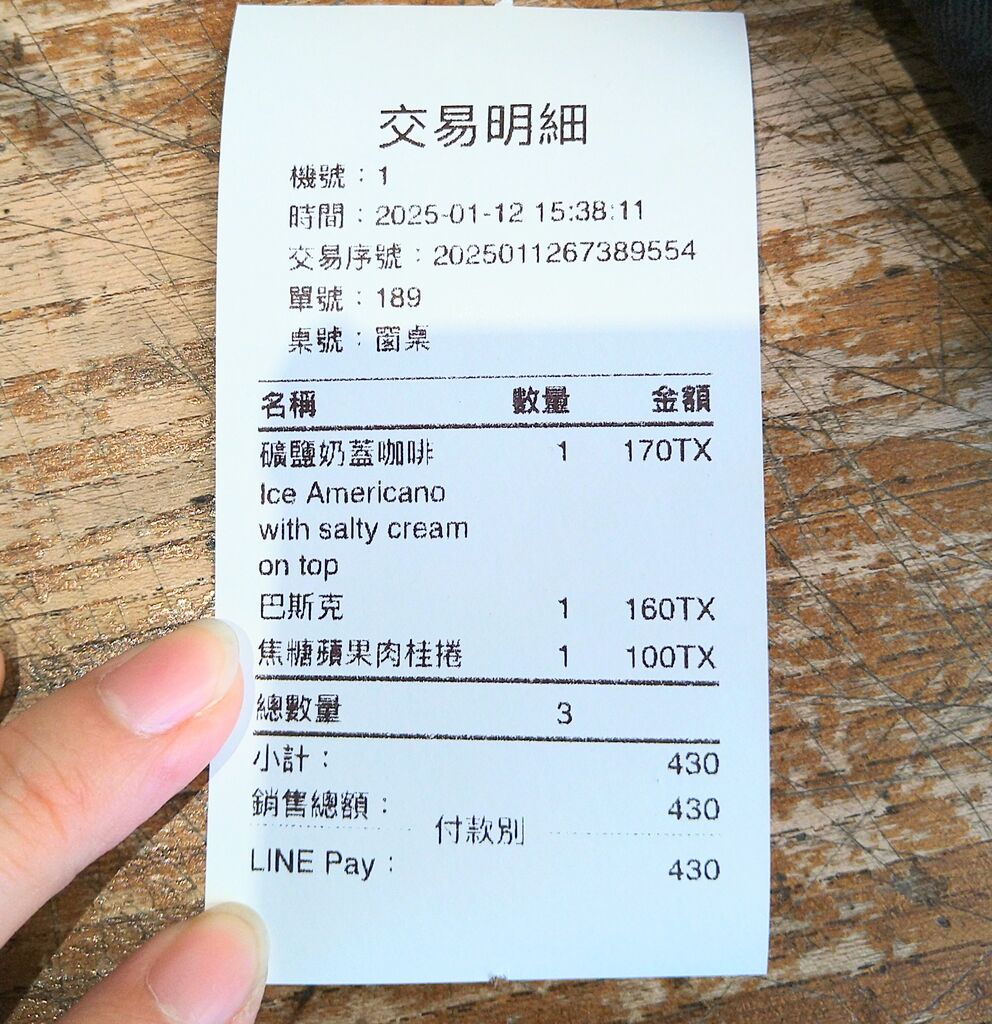 交易明細
機號：1
時間：2025-01-12 15:38:11
交易序號：2025011267389554
單號：189
桌號：窗桌
名稱 數量 金額
礦鹽奶蓋咖啡 1 170TX
Ice Americano
with salty cream
on top
巴斯克 1 160TX
焦糖蘋果肉桂捲 1 100TX
總數量 3
小計： 430
銷售總額： 430
付款別
LINE Pay： 430